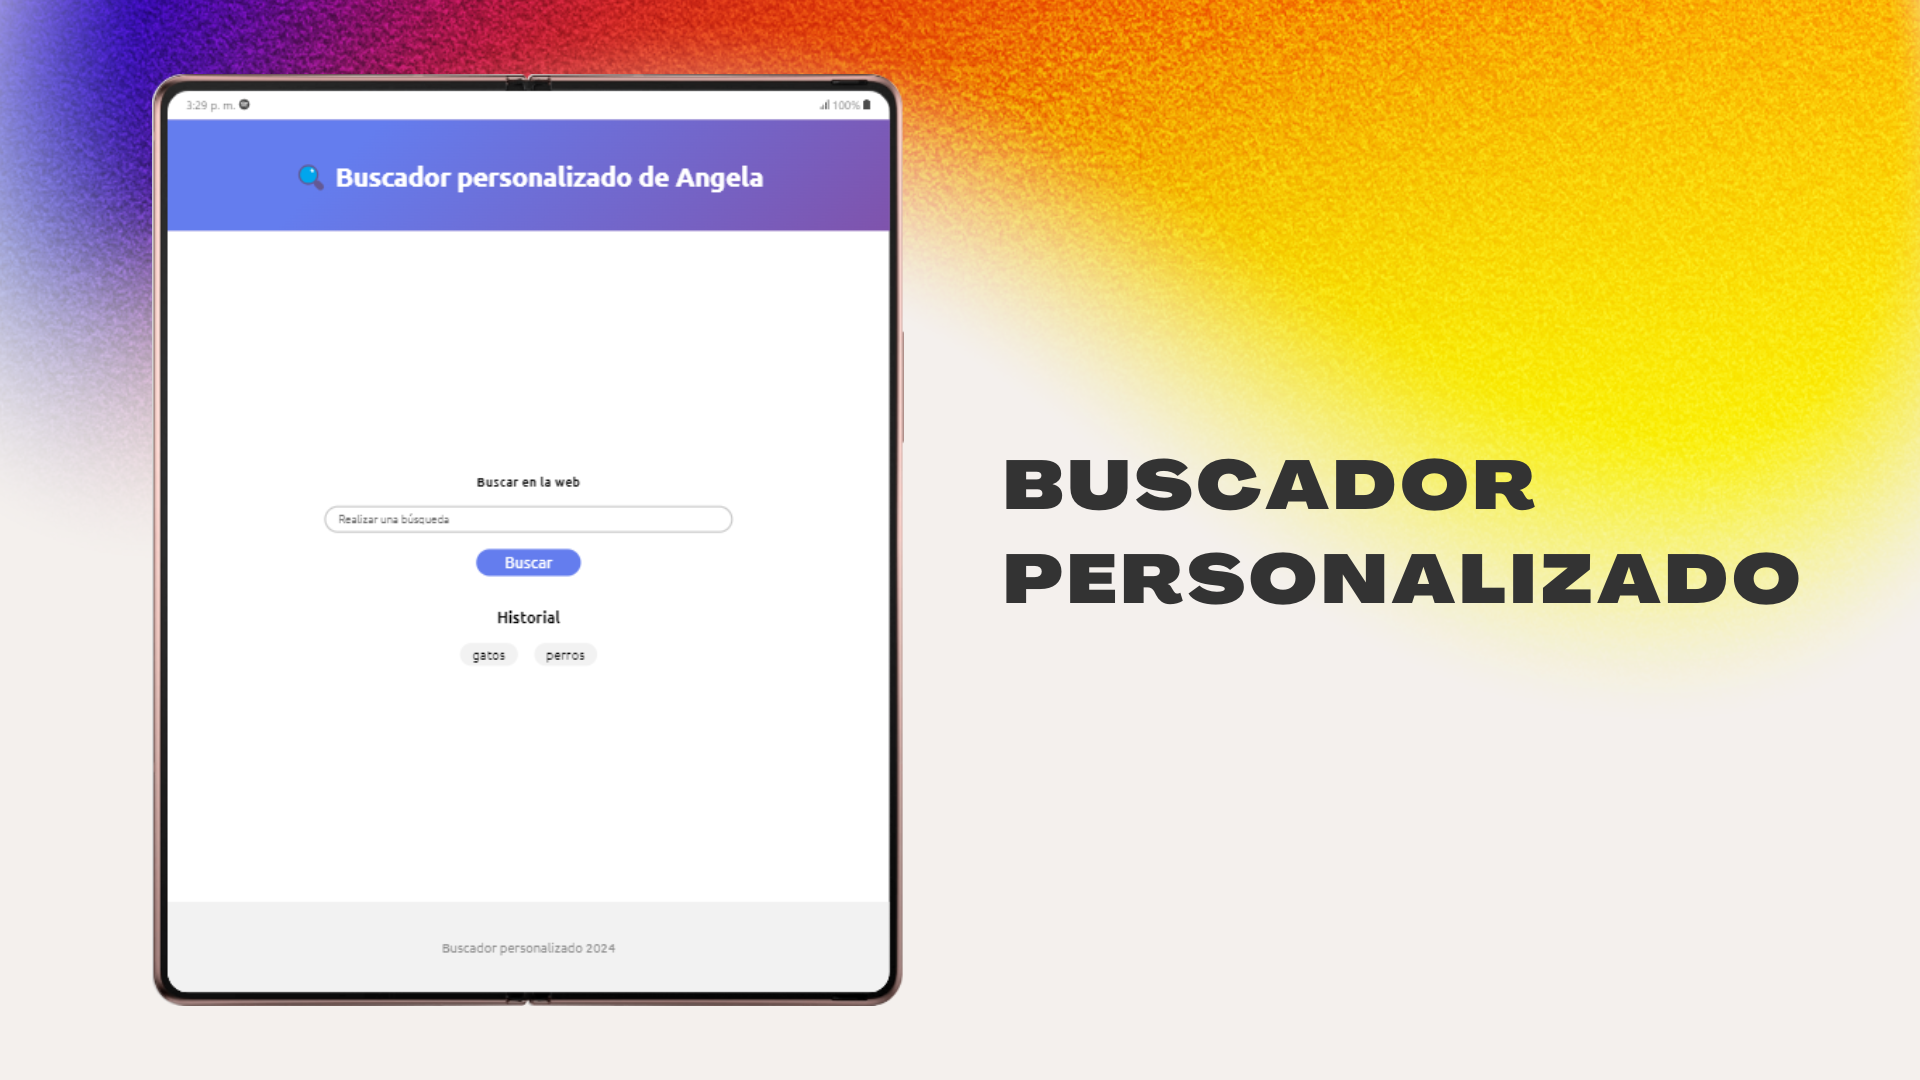 3:29 p. m.
100%
🔍 Buscador personalizado de Angela
Buscar en la web
Realizar una búsqueda
Buscar
Historial
gatos perros
Buscador personalizado 2024
BUSCADOR
PERSONALIZADO